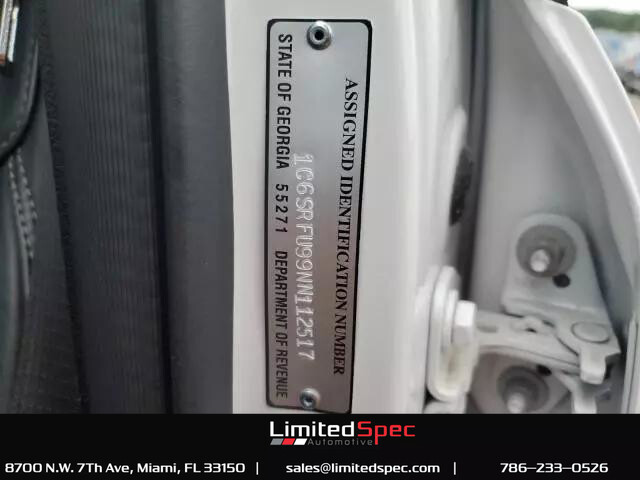 ASSIGNED IDENTIFICATION NUMBER
1C6SRFU99NN112517
STATE OF GEORGIA 55271 DEPARTMENT OF REVENUE
LimitedSpec
Automotive
8700 N.W. 7Th Ave, Miami, FL 33150 | sales@limitedspec.com | 786-233-0526